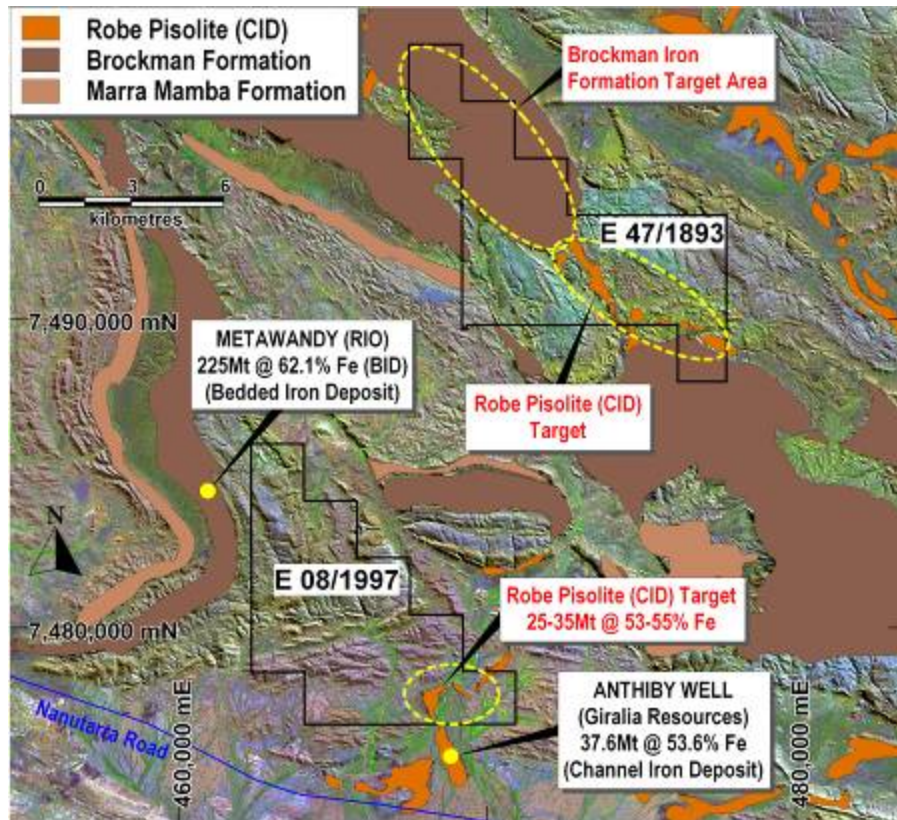 Robe Pisolite (CID)
Brockman Formation
Marra Mamba Formation
Brockman Iron
Formation Target Area
0 3 6
kilometres
E 47/1893
7,490,000 mN
METAWANDY (RIO)
225Mt @ 62.1% Fe (BID)
(Bedded Iron Deposit)
Robe Pisolite (CID)
Target
N
E 08/1997
Robe Pisolite (CID) Target
25-35Mt @ 53-55% Fe
7,480,000 mN
ANTHIBY WELL
(Giralia Resources)
37.6Mt @ 53.6% Fe
(Channel Iron Deposit)
Nanutarra Road
460,000 mE
480,000 mE